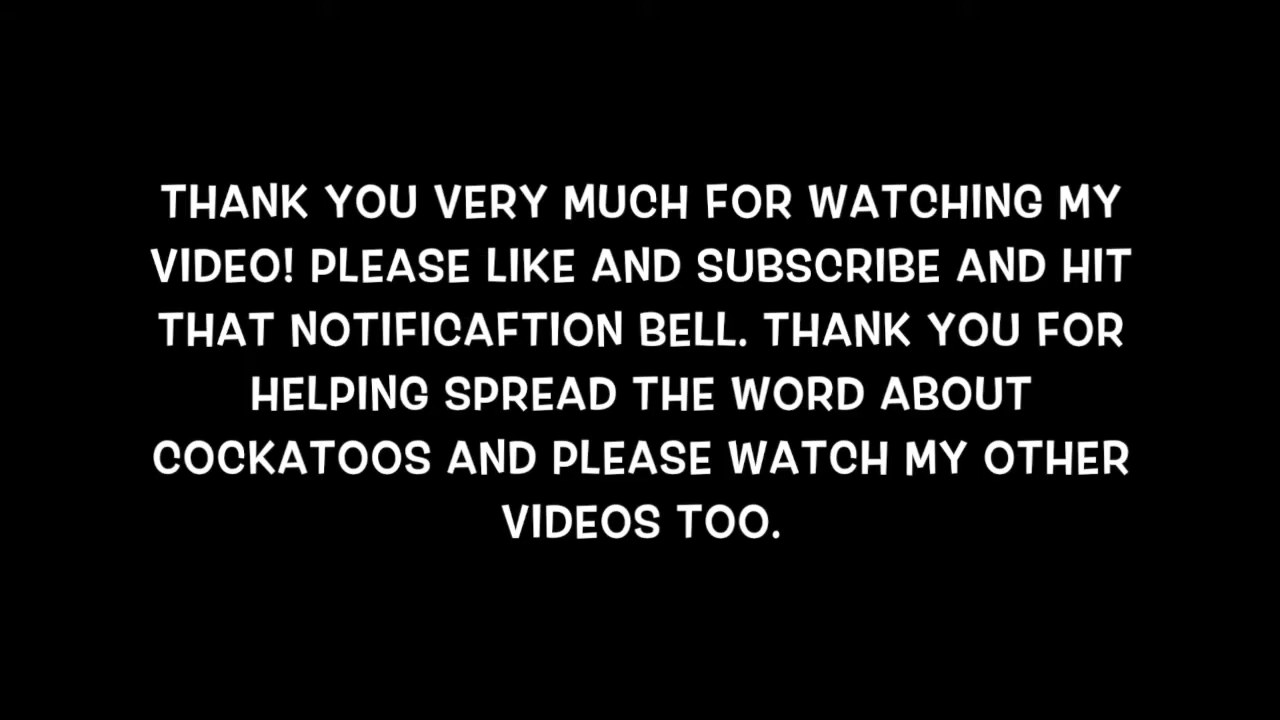 THANK YOU VERY MUCH FOR WATCHING MY
VIDEO! PLEASE LIKE AND SUBSCRIBE AND HIT
THAT NOTIFICAFTION BELL. THANK YOU FOR
HELPING SPREAD THE WORD ABOUT
COCKATOOS AND PLEASE WATCH MY OTHER
VIDEOS TOO.